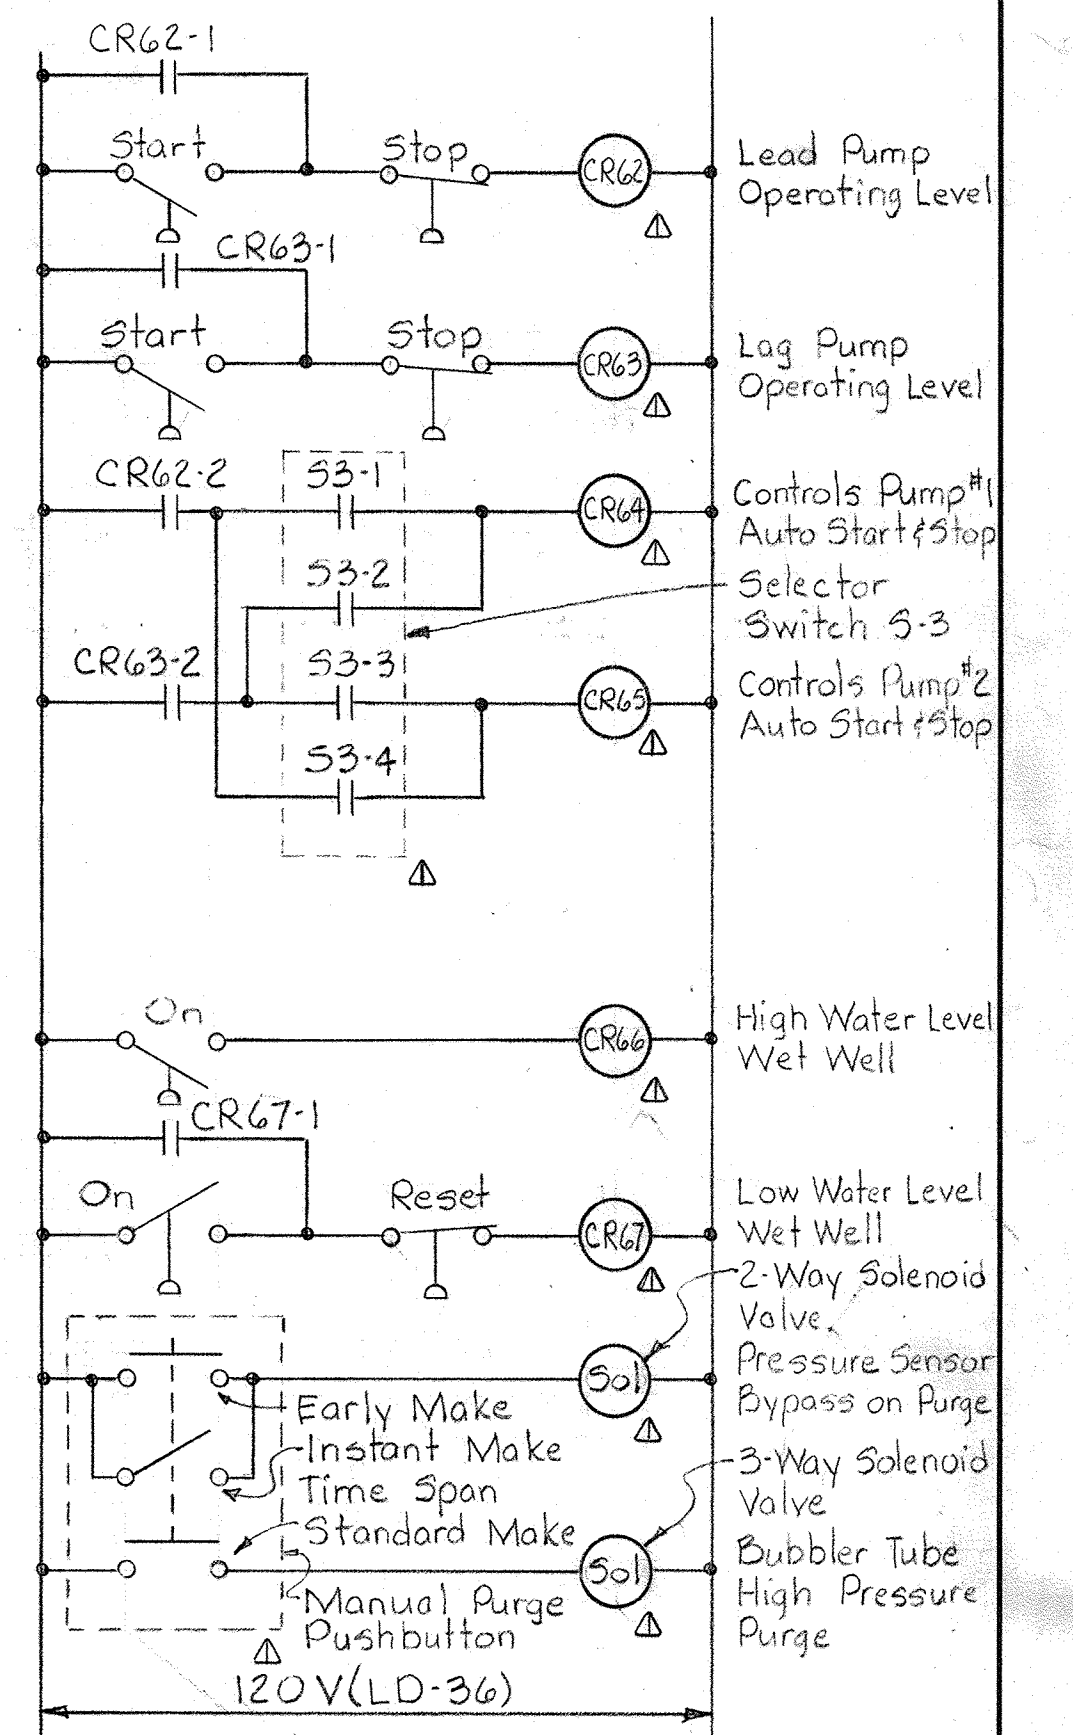 CR62-1
Start
Stop
CR62
Lead Pump
Operating Level
CR63-1
Start
Stop
CR63
Lag Pump
Operating Level
CR62-2
S3-1
CR64
Controls Pump #1
Auto Start & Stop
S3-2
Selector
Switch S-3
CR63-2
S3-3
CR65
Controls Pump #2
Auto Start & Stop
S3-4
On
CR66
High Water Level
Wet Well
CR67-1
On
Reset
CR67
Low Water Level
Wet Well
2-Way Solenoid
Valve.
Sol
Pressure Sensor
Bypass on Purge
Early Make
Instant Make
Time Span
Standard Make
3-Way Solenoid
Valve
Sol
Bubbler Tube
High Pressure
Purge
Manual Purge
Pushbutton
120V(LD-36)